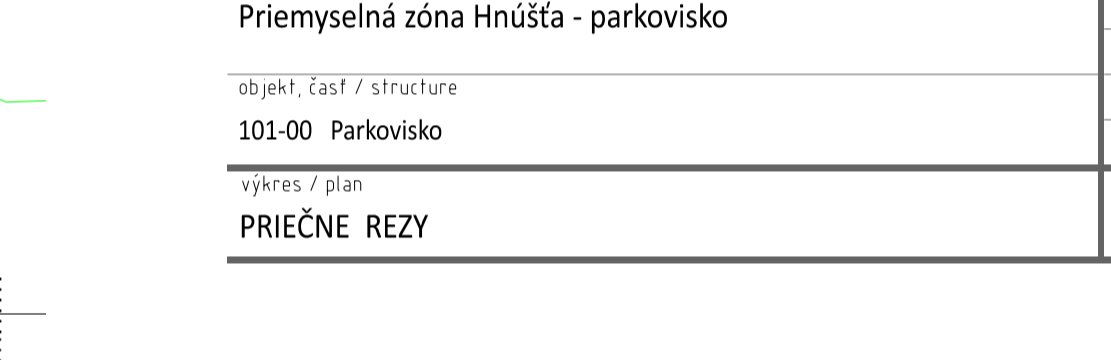 Priemyselná zóna Hnúšťa - parkovisko
objekt, časť / structure
101-00 Parkovisko
výkres / plan
PRIEČNE REZY